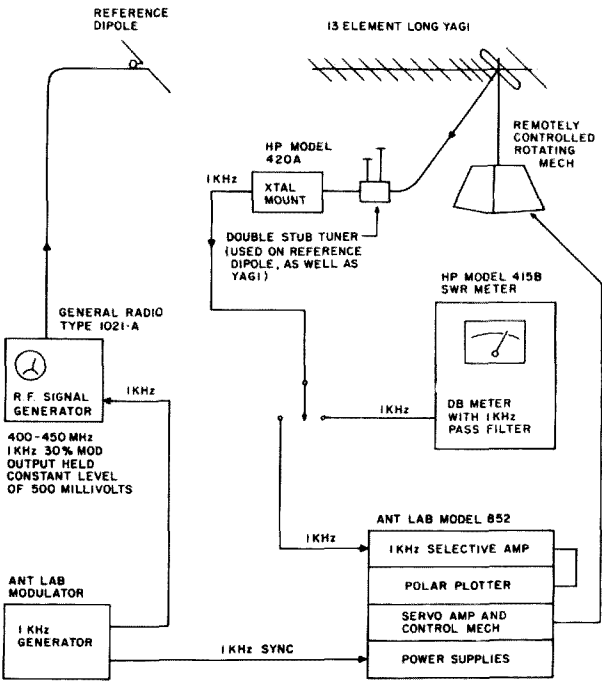 REFERENCE
DIPOLE
13 ELEMENT LONG YAGI
REMOTELY
CONTROLLED
ROTATING
MECH
HP MODEL
420A
1KHz
XTAL
MOUNT
DOUBLE STUB TUNER
(USED ON REFERENCE
DIPOLE, AS WELL AS
YAGI)
HP MODEL 415B
SWR METER
GENERAL RADIO
TYPE 1021-A
R.F. SIGNAL
GENERATOR
1KHz
400-450 MHz
1KHz 30% MOD
OUTPUT HELD
CONSTANT LEVEL
OF 500 MILLIVOLTS
1KHz
DB METER
WITH 1KHz
PASS FILTER
ANT LAB MODEL 852
1KHz
1KHz SELECTIVE AMP
POLAR PLOTTER
SERVO AMP AND
CONTROL MECH
POWER SUPPLIES
ANT LAB
MODULATOR
1 KHz
GENERATOR
1KHz SYNC